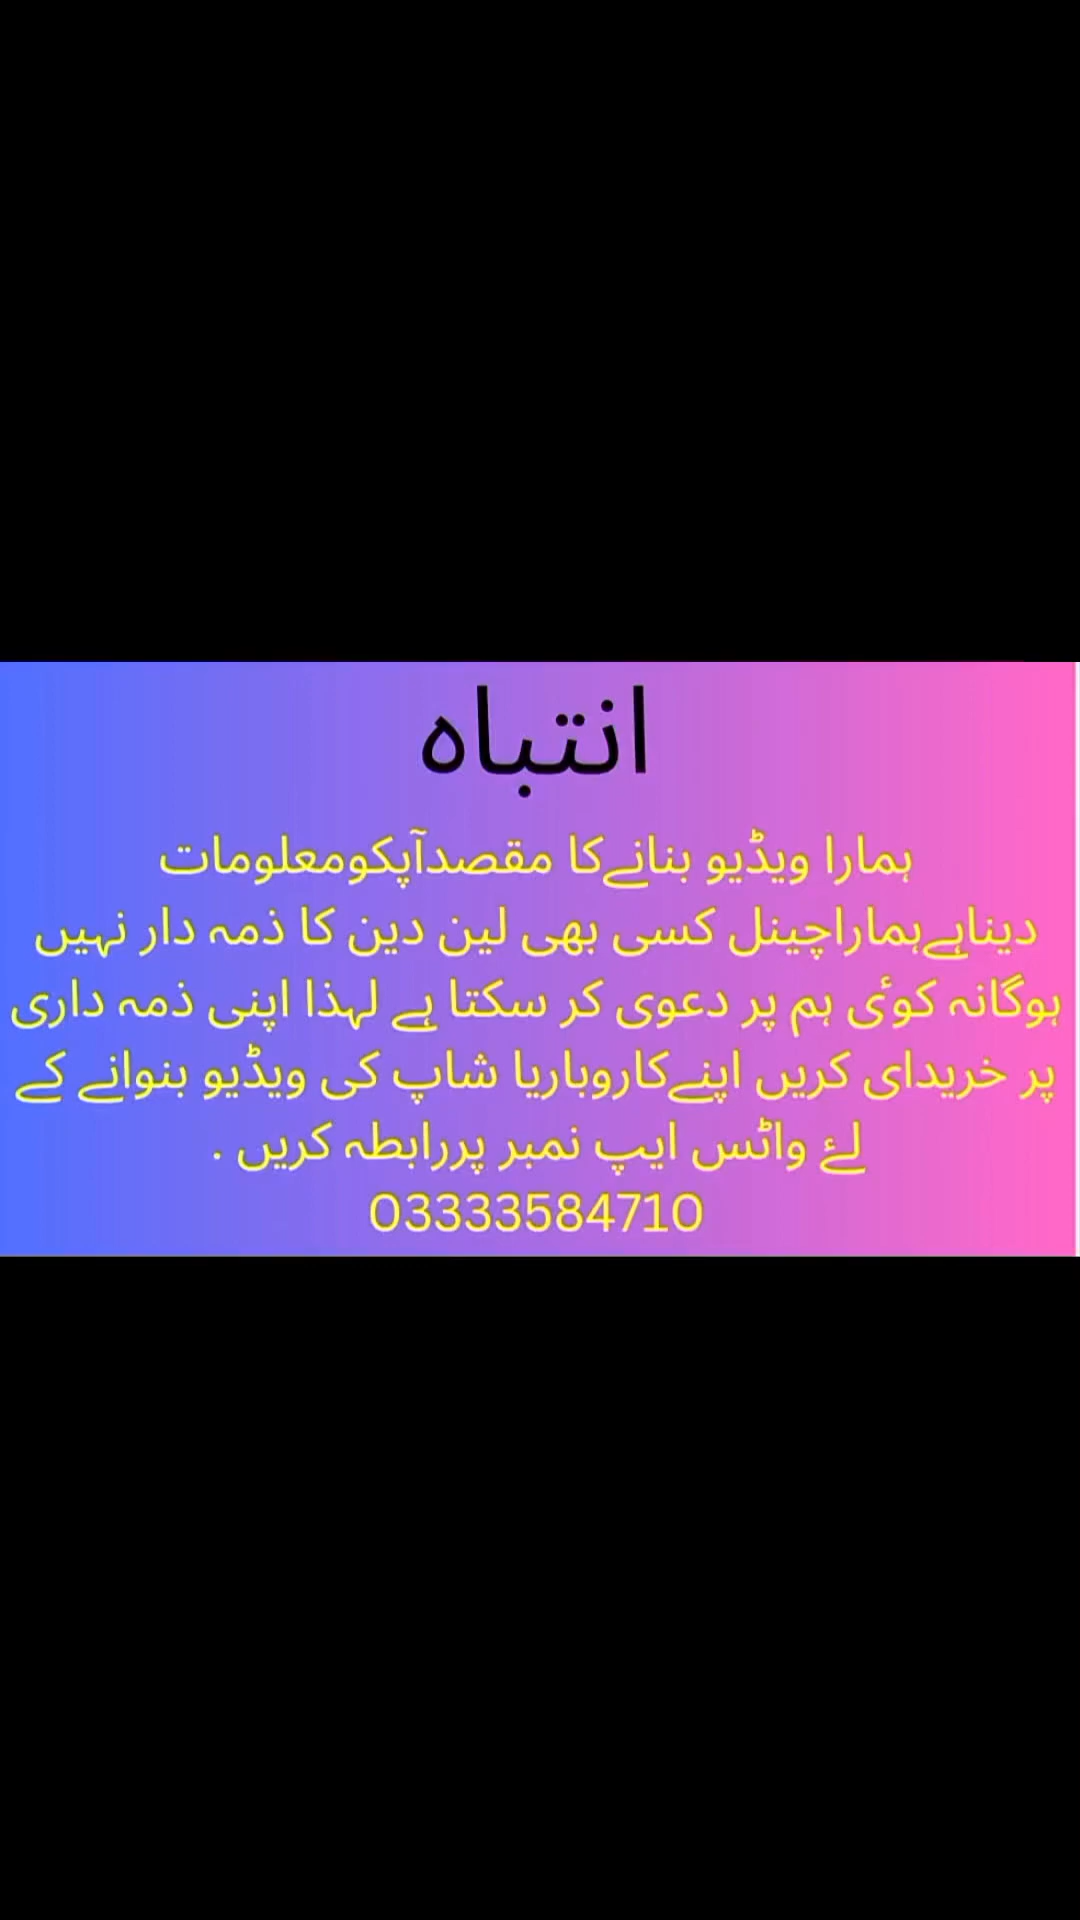 انتباہ
ہمارا ویڈیو بنانےکا مقصدآپکومعلومات
دیناہےہماراچینل کسی بھی لین دین کا ذمہ دار نہیں
ہوگانہ کوئی ہم پر دعوی کر سکتا ہے لہذا اپنی ذمہ داری
پر خریدای کریں اپنےکاروباریا شاپ کی ویڈیو بنوانے کے
لۓ واٹس ایپ نمبر پررابطہ کریں .
03333584710